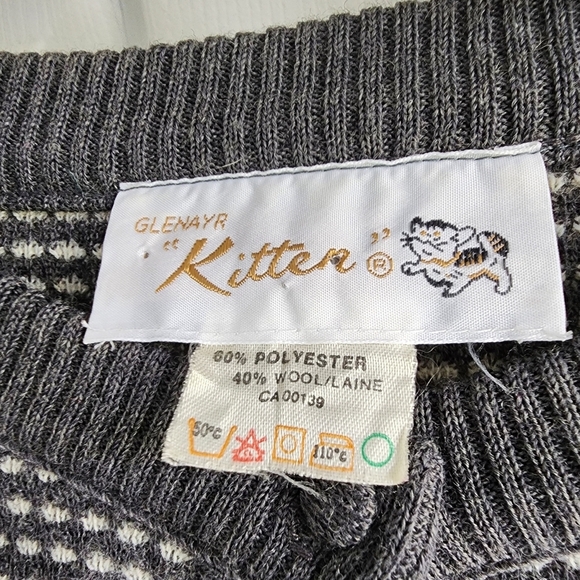 GLENAYR
"Kitten" ®
60% POLYESTER
40% WOOL/LAINE
CA00139
50°C
110°C